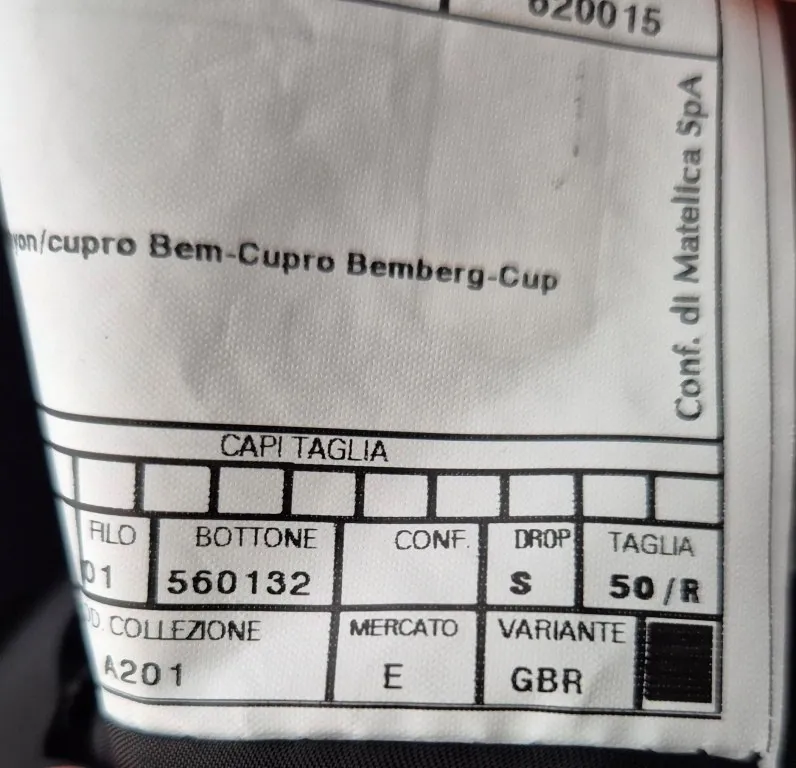 620015
Conf. di Matelica SpA
yon/cupro Bem-Cupro Bemberg-Cup
CAPI TAGLIA
FILO BOTTONE CONF. DROP TAGLIA
01 560132 S 50/R
OD. COLLEZIONE MERCATO VARIANTE
A201 E GBR